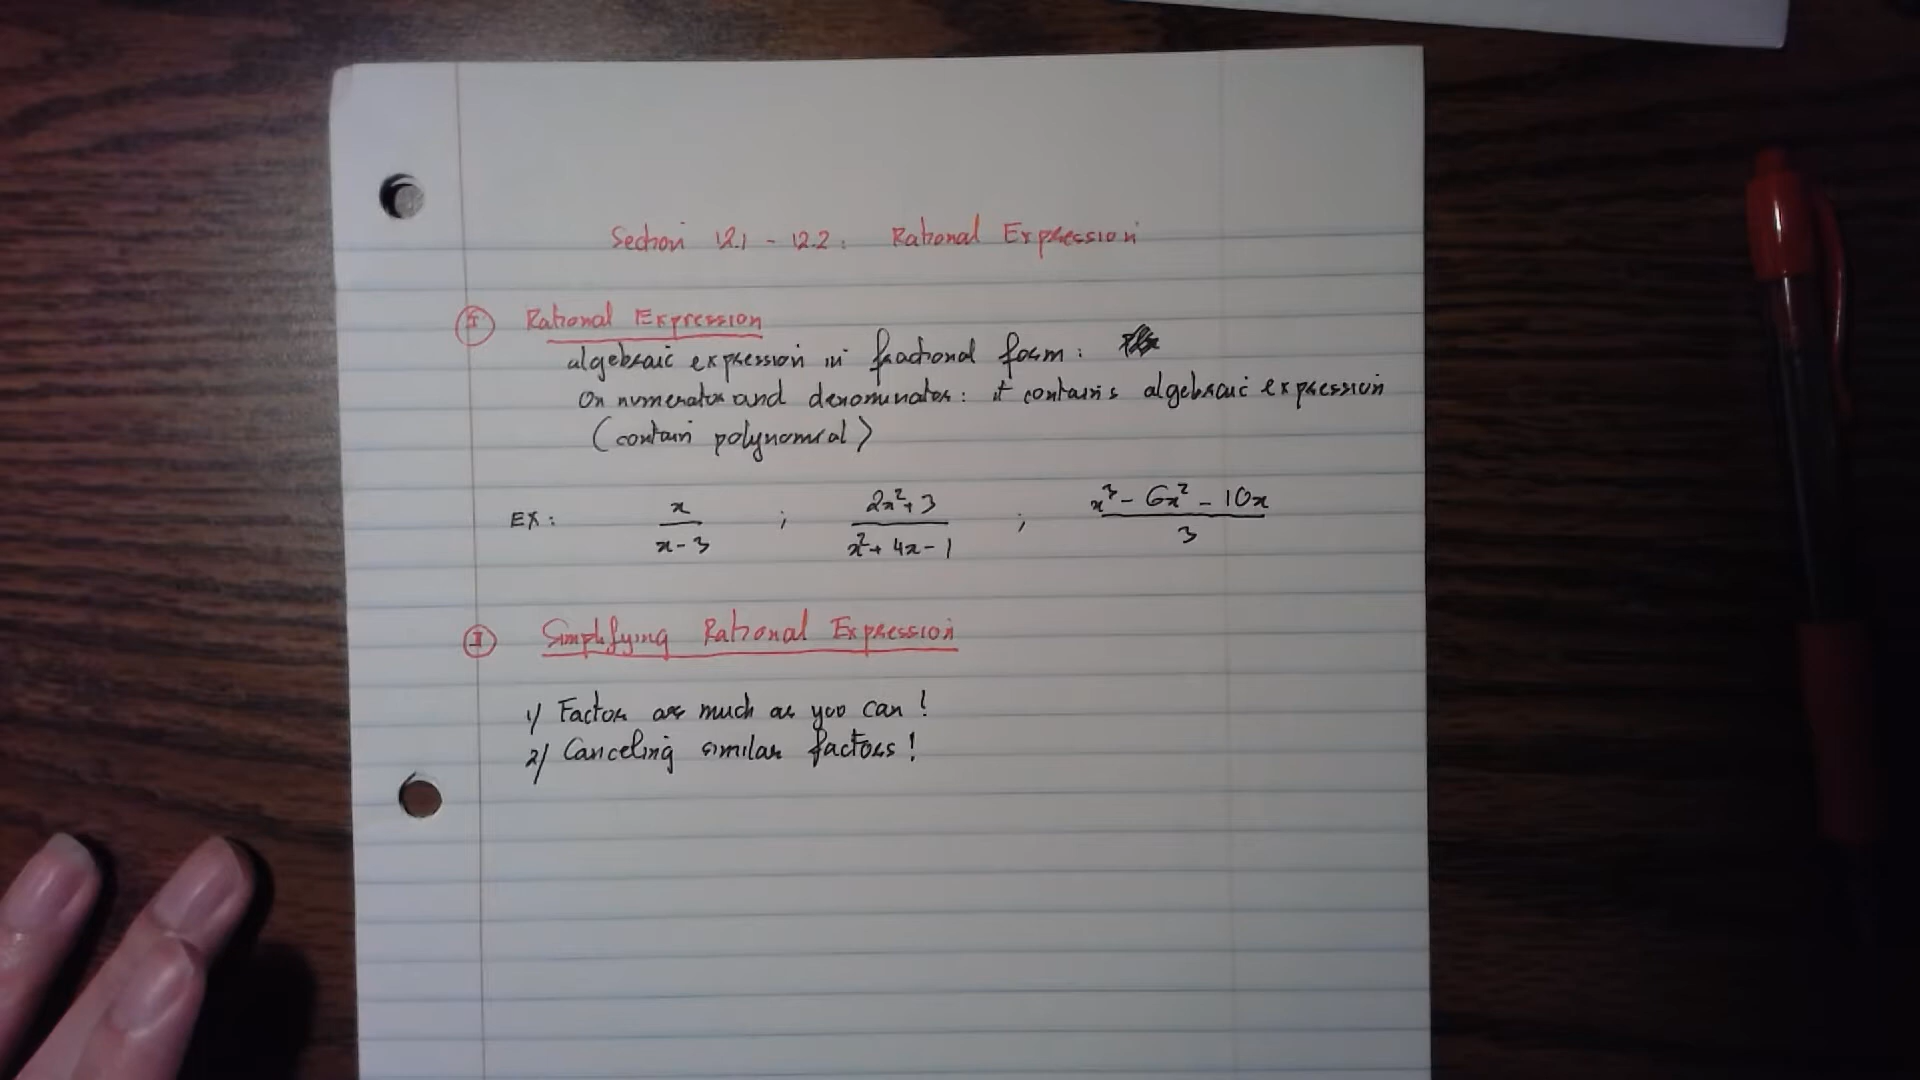 Section 12.1 - 12.2: Rational Expression
I Rational Expression
algebraic expression in fractional form:
On numerator and denominator: it contains algebraic expression
(contain polynomial)
EX: x/(x-3) ; (2x²+3)/(x²+4x-1) ; (x³-6x²-10x)/3
II Simplifying Rational Expression
1) Factor as much as you can!
2) Canceling similar factors!